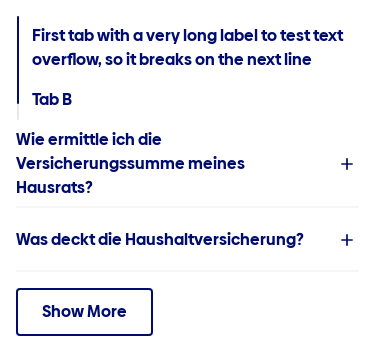 First tab with a very long label to test text
overflow, so it breaks on the next line
Tab B
Wie ermittle ich die
Versicherungssumme meines
Hausrats?
Was deckt die Haushaltversicherung?
Show More